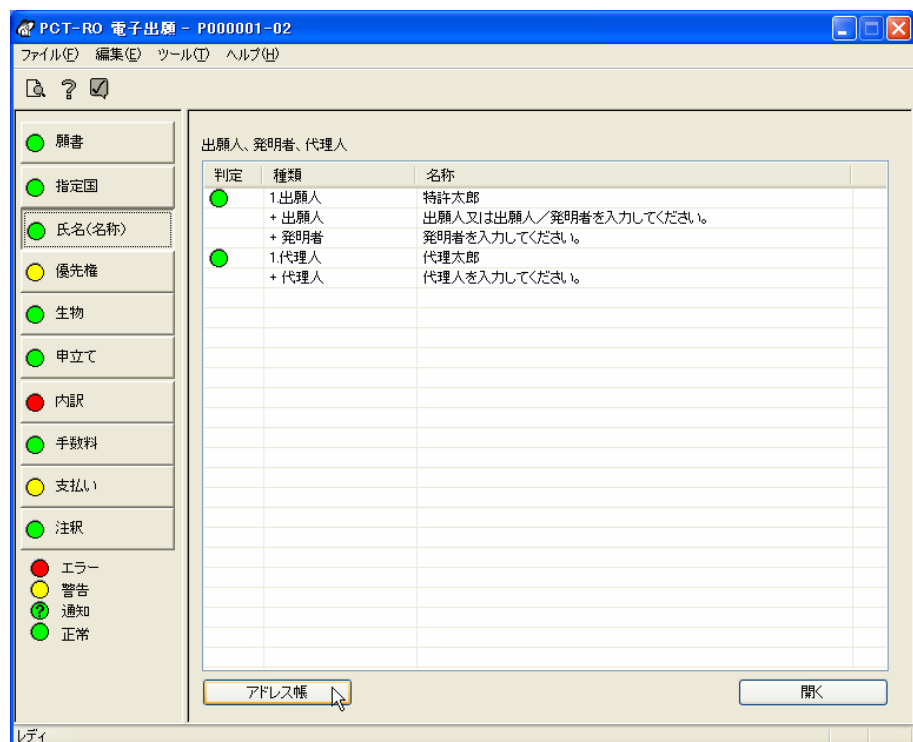 PCT-RO 電子出願 - P000001-02
ファイル(F) 編集(E) ツール(T) ヘルプ(H)
願書
指定国
氏名(名称)
優先権
生物
申立て
内訳
手数料
支払い
注釈
エラー
警告
通知
正常
出願人、発明者、代理人
判定 種類 名称
1.出願人 特許太郎
+ 出願人 出願人又は出願人／発明者を入力してください。
+ 発明者 発明者を入力してください。
1.代理人 代理太郎
+ 代理人 代理人を入力してください。
アドレス帳 開く
レディ